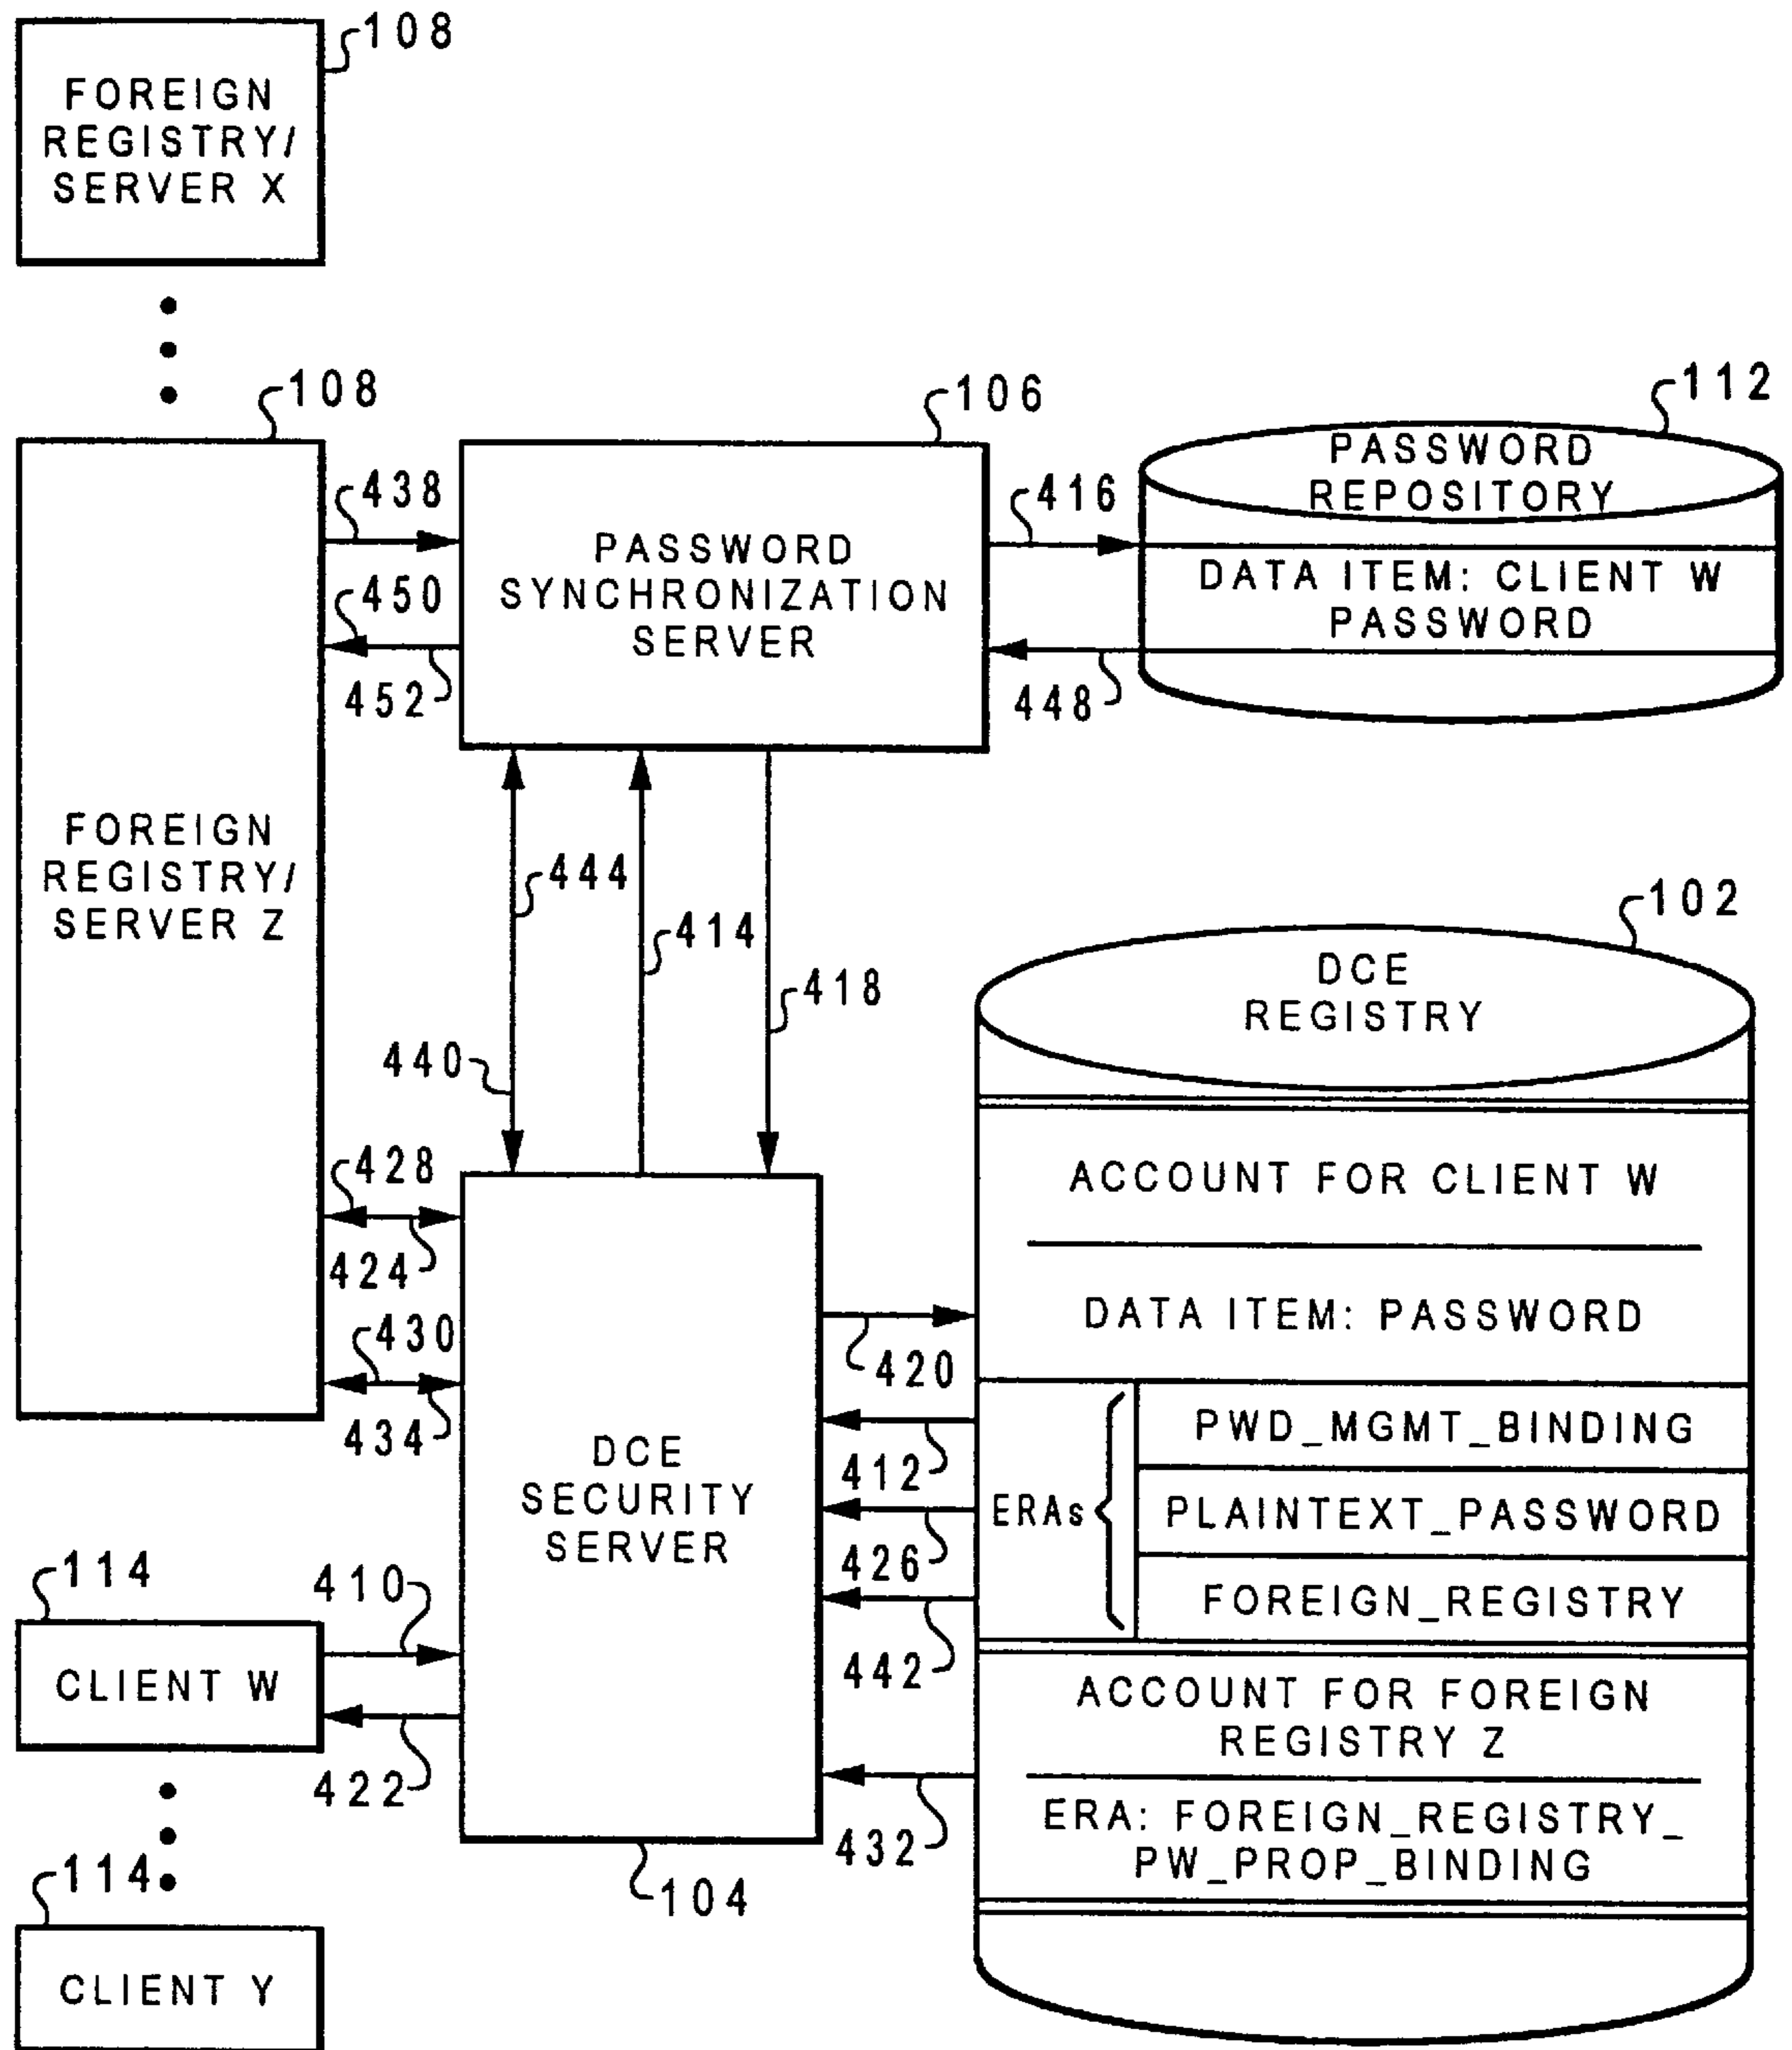 108
FOREIGN
REGISTRY/
SERVER X
108
106
112
438
450
452
PASSWORD
SYNCHRONIZATION
SERVER
416
448
PASSWORD
REPOSITORY
DATA ITEM: CLIENT W
PASSWORD
FOREIGN
REGISTRY/
SERVER Z
444
414
418
440
102
DCE
REGISTRY
428
424
430
434
ACCOUNT FOR CLIENT W
DATA ITEM: PASSWORD
420
412
426
442
432
ERAs
PWD_MGMT_BINDING
PLAINTEXT_PASSWORD
FOREIGN_REGISTRY
DCE
SECURITY
SERVER
104
114
410
CLIENT W
422
ACCOUNT FOR FOREIGN
REGISTRY Z
ERA: FOREIGN_REGISTRY_
PW_PROP_BINDING
114
CLIENT Y